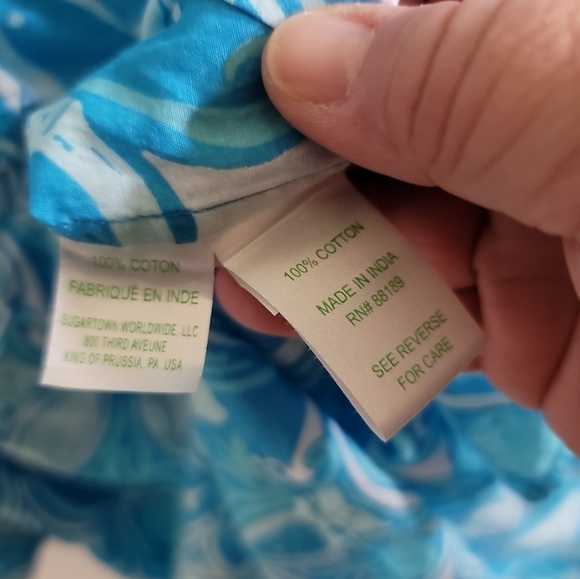 100% COTON
FABRIQUÉ EN INDE
SUGARTOWN WORLDWIDE, LLC
800 THIRD AVEUNE
KING OF PRUSSIA, PA USA
100% COTTON
MADE IN INDIA
RN# 88189
SEE REVERSE
FOR CARE